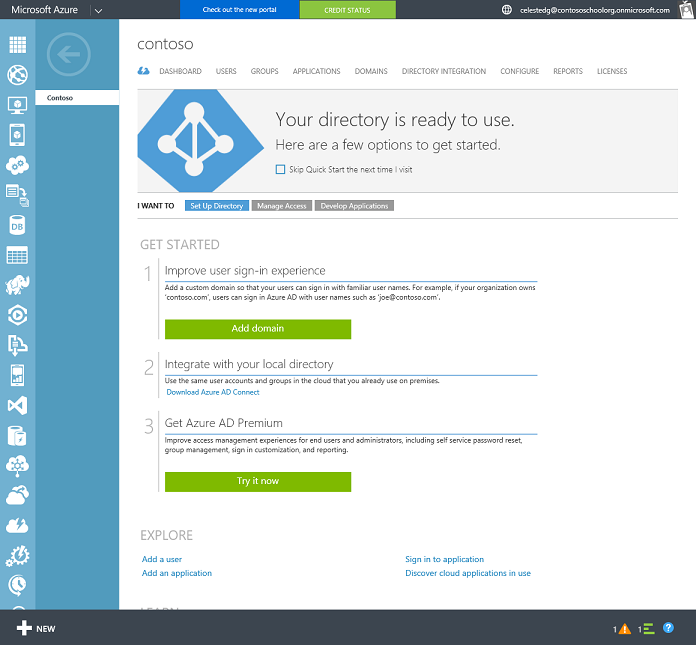 Microsoft Azure
Check out the new portal
CREDIT STATUS
celestedg@contososchoolorg.onmicrosoft.com
Contoso
contoso
DASHBOARD USERS GROUPS APPLICATIONS DOMAINS DIRECTORY INTEGRATION CONFIGURE REPORTS LICENSES
Your directory is ready to use.
Here are a few options to get started.
Skip Quick Start the next time I visit
I WANT TO Set Up Directory Manage Access Develop Applications
GET STARTED
1 Improve user sign-in experience
Add a custom domain so that your users can sign in with familiar user names. For example, if your organization owns
'contoso.com', users can sign in Azure AD with user names such as 'joe@contoso.com'.
Add domain
2 Integrate with your local directory
Use the same user accounts and groups in the cloud that you already use on premises.
Download Azure AD Connect
3 Get Azure AD Premium
Improve access management experiences for end users and administrators, including self service password reset,
group management, sign in customization, and reporting.
Try it now
EXPLORE
Add a user Sign in to application
Add an application Discover cloud applications in use
DB
NEW
1 1 ?